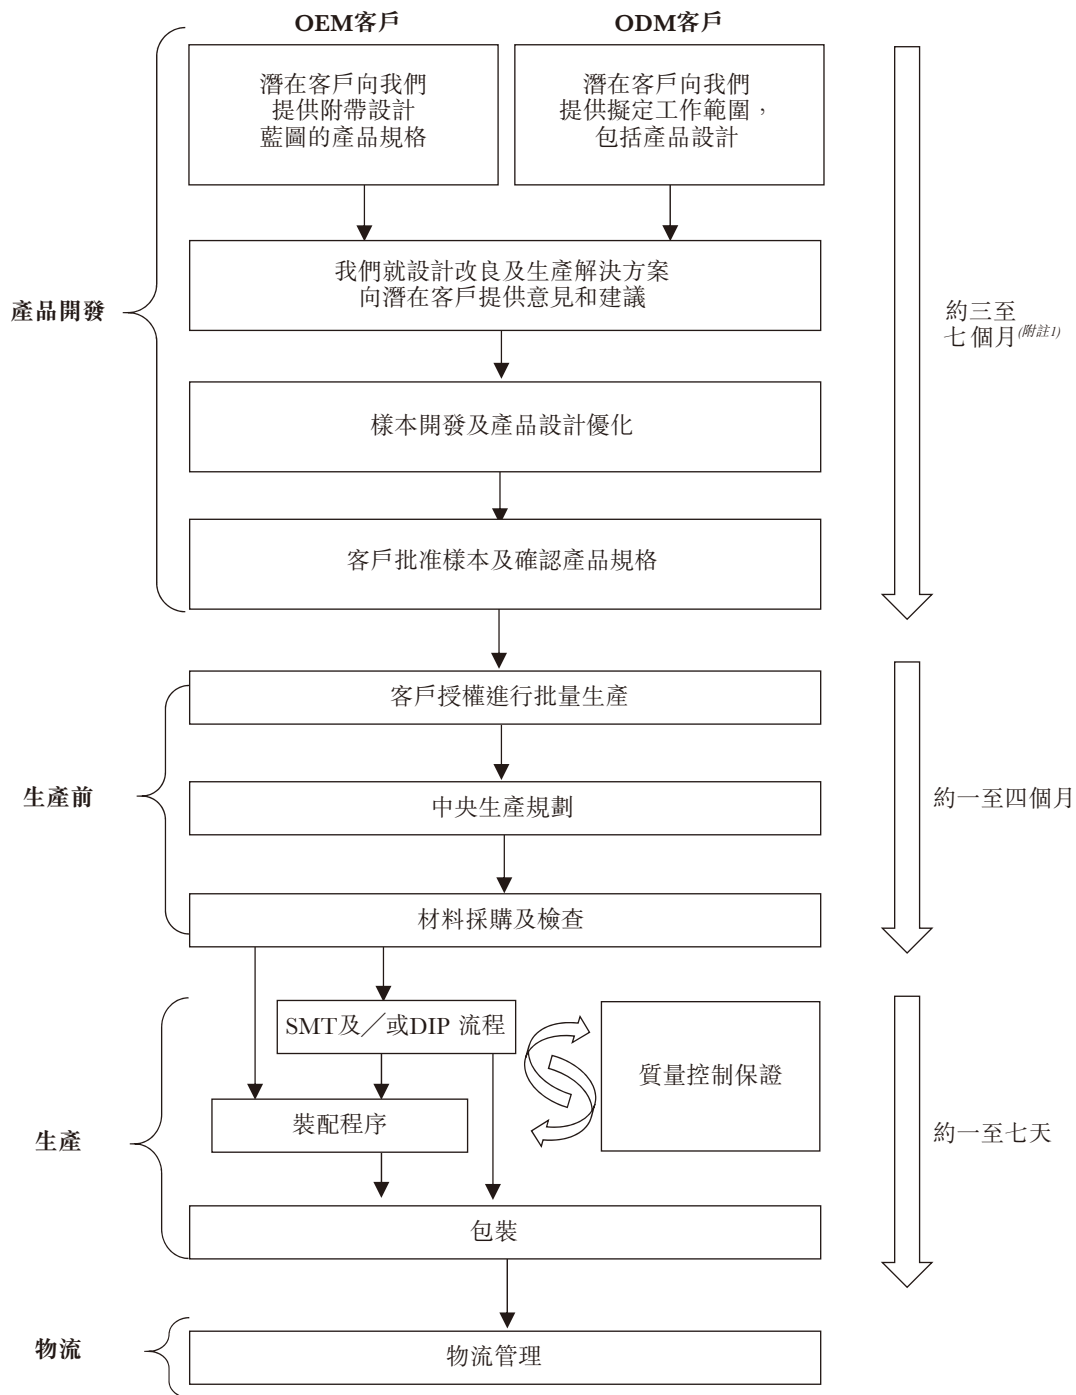 OEM客戶
ODM客戶
潛在客戶向我們
提供附帶設計
藍圖的產品規格
潛在客戶向我們
提供擬定工作範圍，
包括產品設計
我們就設計改良及生產解決方案
向潛在客戶提供意見和建議
產品開發
約三至
七個月(附註1)
樣本開發及產品設計優化
客戶批准樣本及確認產品規格
客戶授權進行批量生產
生產前
中央生產規劃
約一至四個月
材料採購及檢查
SMT及／或DIP 流程
質量控制保證
裝配程序
生產
約一至七天
包裝
物流
物流管理